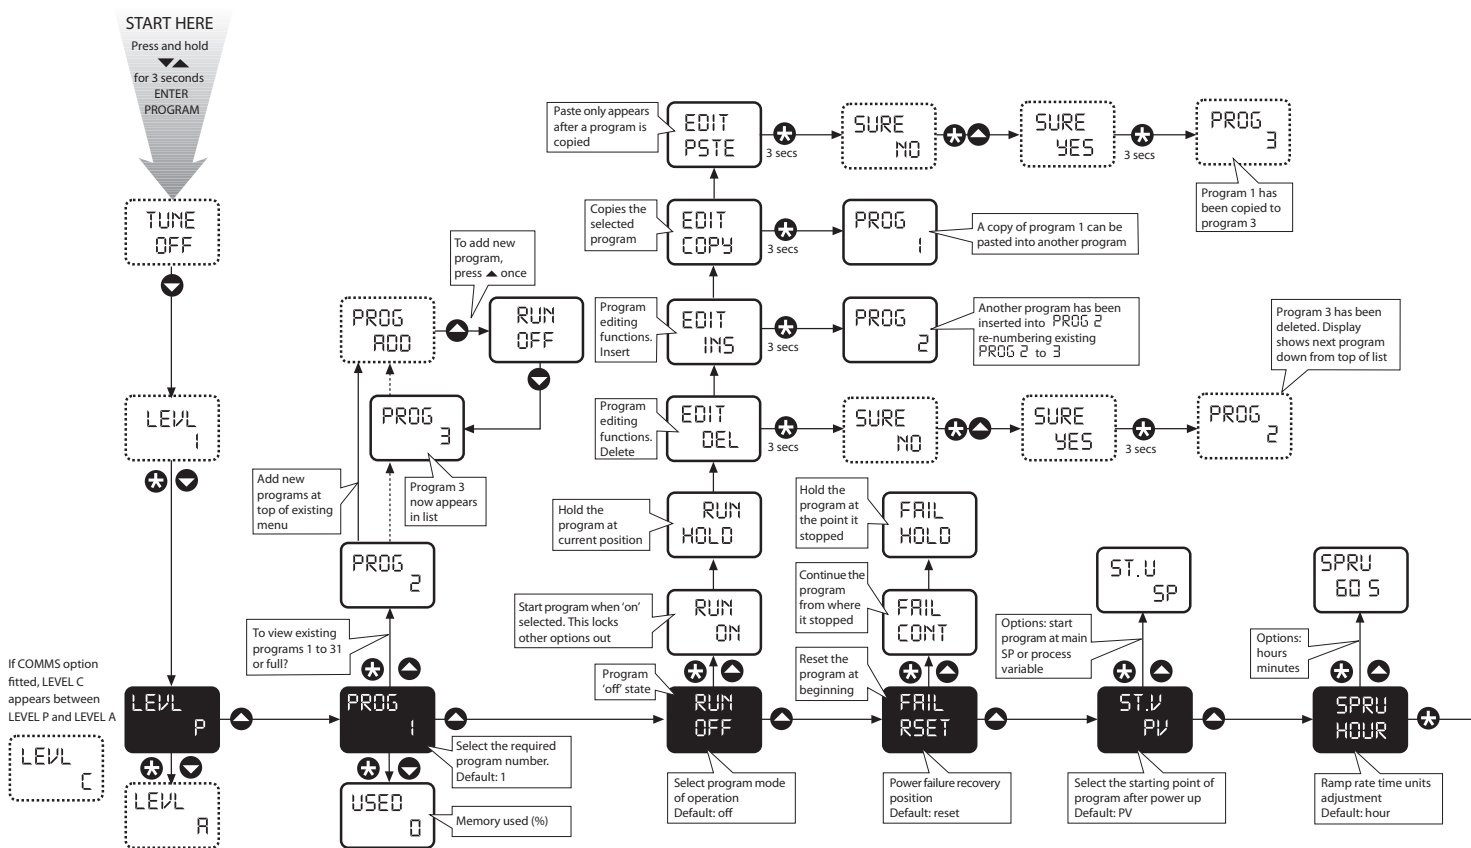 START HERE
Press and hold
▼▲
for 3 seconds
ENTER
PROGRAM
TUNE
OFF
LEVL
1
If COMMS option
fitted, LEVEL C
appears between
LEVEL P and LEVEL A
LEVL
C
LEVL
P
LEVL
A
Add new
programs at
top of existing
menu
To view existing
programs 1 to 31
or full?
PROG
ADD
To add new
program,
press ▲ once
RUN
OFF
PROG
3
Program 3
now appears
in list
PROG
2
PROG
1
Select the required
program number.
Default: 1
USED
0
Memory used (%)
Paste only appears
after a program is
copied
EDIT
PSTE
3 secs
SURE
NO
SURE
YES
3 secs
PROG
3
Program 1 has
been copied to
program 3
Copies the
selected
program
EDIT
COPY
3 secs
PROG
1
A copy of program 1 can be
pasted into another program
Program
editing
functions.
Insert
EDIT
INS
3 secs
PROG
2
Another program has been
inserted into PROG 2
re-numbering existing
PROG 2 to 3
Program 3 has been
deleted. Display
shows next program
down from top of list
Program
editing
functions.
Delete
EDIT
DEL
3 secs
SURE
NO
SURE
YES
3 secs
PROG
2
Hold the
program at
current position
RUN
HOLD
Start program when 'on'
selected. This locks
other options out
RUN
ON
Program
'off' state
RUN
OFF
Select program mode
of operation
Default: off
Hold the
program at
the point it
stopped
FAIL
HOLD
Continue the
program
from where
it stopped
FAIL
CONT
Reset the
program at
beginning
FAIL
RSET
Power failure recovery
position
Default: reset
ST.U
SP
Options: start
program at main
SP or process
variable
ST.V
PV
Select the starting point of
program after power up
Default: PV
SPRU
60 S
Options:
hours
minutes
SPRU
HOUR
Ramp rate time units
adjustment
Default: hour